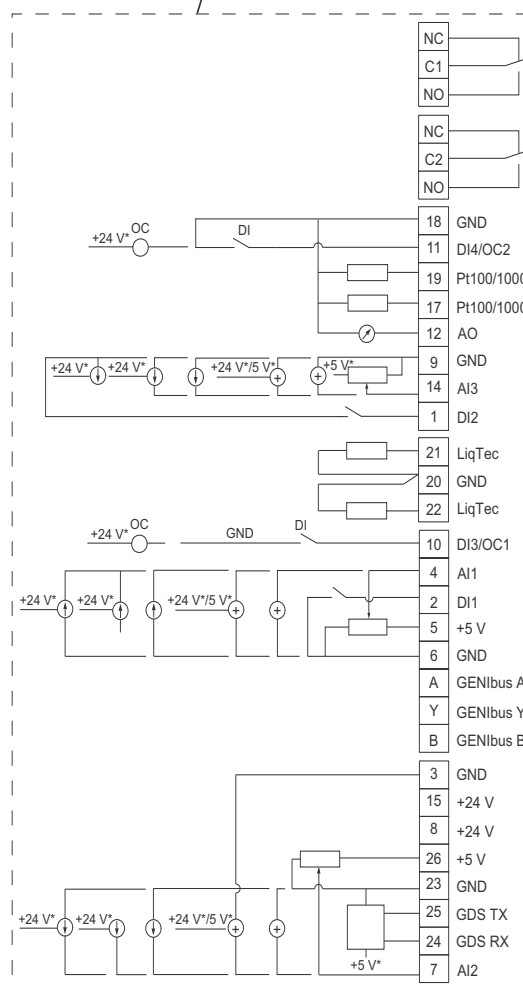 NC
C1
NO
NC
C2
NO
18 GND
+24 V* OC DI 11 DI4/OC2
19 Pt100/1000
17 Pt100/1000
12 AO
9 GND
+24 V* +24 V* +24 V*/5 V* +5 V*
14 AI3
1 DI2
21 LiqTec
20 GND
22 LiqTec
+24 V* OC GND DI 10 DI3/OC1
4 AI1
+24 V* +24 V* +24 V*/5 V* 2 DI1
5 +5 V
6 GND
A GENIbus A
Y GENIbus Y
B GENIbus B
3 GND
15 +24 V
8 +24 V
26 +5 V
23 GND
+24 V* +24 V* +24 V*/5 V* 25 GDS TX
24 GDS RX
+5 V* 7 AI2